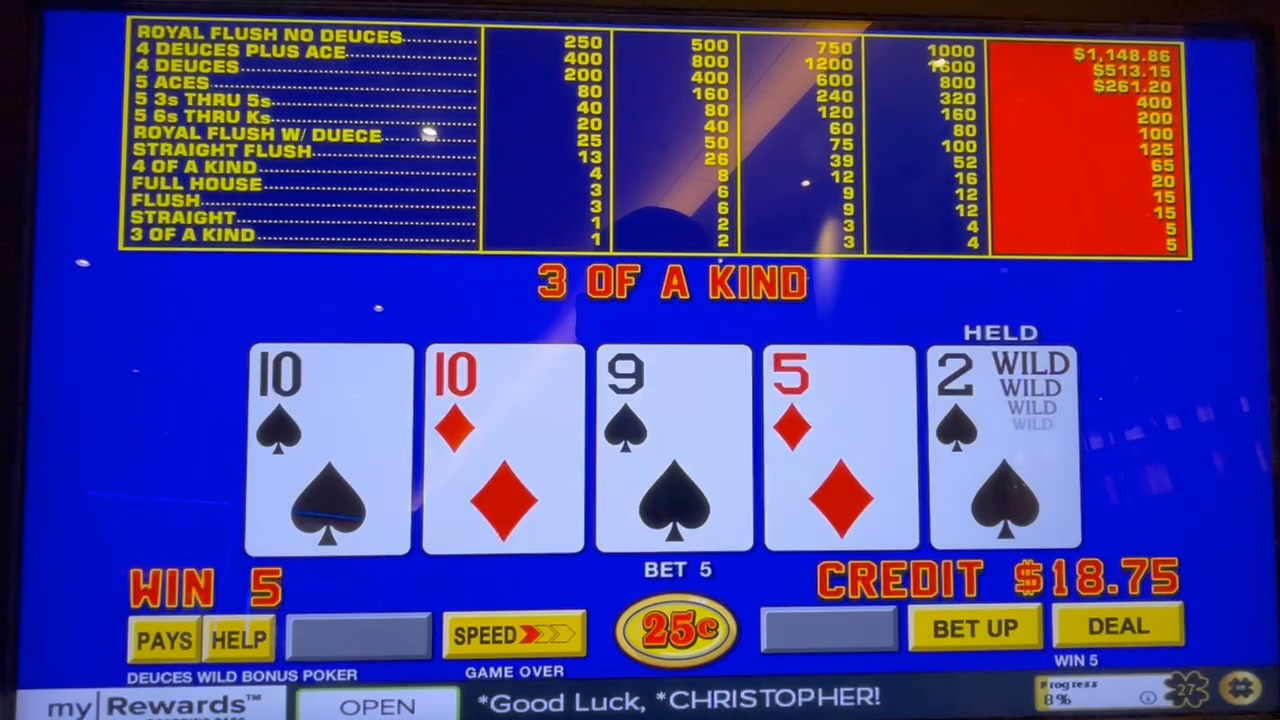 ROYAL FLUSH NO DEUCES 250 500 750 1000 $1,148.86
4 DEUCES PLUS ACE 400 800 1200 1600 $513.15
4 DEUCES 200 400 600 800 $261.20
5 ACES 80 160 240 320 400
5 3s THRU 5s 40 80 120 160 200
5 6s THRU Ks 20 40 60 80 100
ROYAL FLUSH W/ DUECE 25 50 75 100 125
STRAIGHT FLUSH 13 26 39 52 65
4 OF A KIND 4 8 12 16 20
FULL HOUSE 3 6 9 12 15
FLUSH 3 6 9 12 15
STRAIGHT 1 2 3 4 5
3 OF A KIND 1 2 3 4 5
3 OF A KIND
HELD
10 10 9 5 2 WILD
WILD
WILD
WILD
BET 5
WIN 5 CREDIT $18.75
PAYS HELP SPEED 25¢ BET UP DEAL
DEUCES WILD BONUS POKER GAME OVER WIN 5
my|Rewards™ OPEN *Good Luck, *CHRISTOPHER! Progress
8% 27